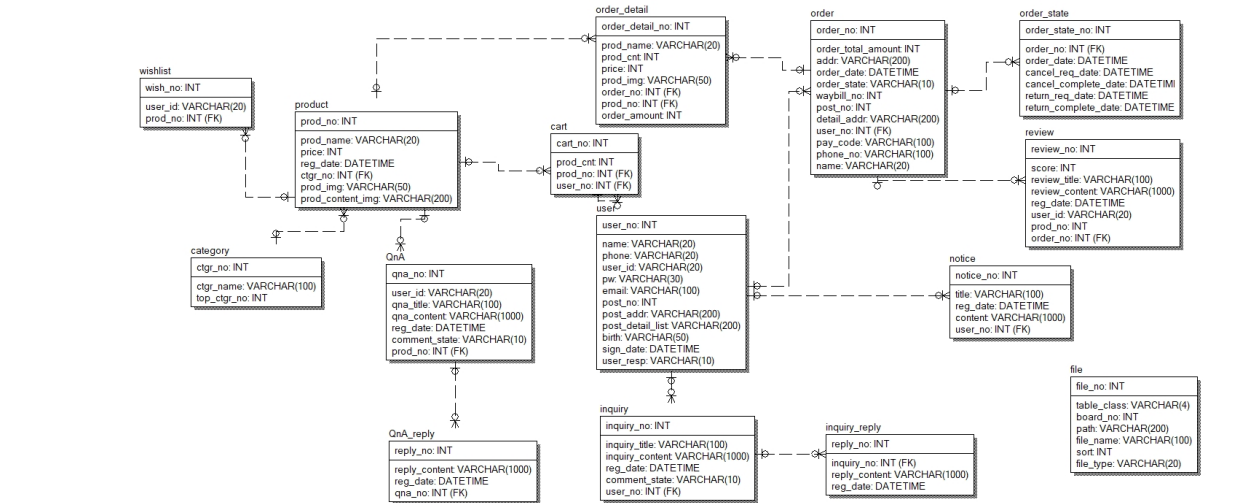 order_detail
order_detail_no: INT
prod_name: VARCHAR(20)
prod_cnt: INT
price: INT
prod_img: VARCHAR(50)
order_no: INT (FK)
prod_no: INT (FK)
order_amount: INT
order
order_no: INT
order_total_amount: INT
addr: VARCHAR(200)
order_date: DATETIME
order_state: VARCHAR(10)
waybill_no: INT
post_no: INT
detail_addr: VARCHAR(200)
user_no: INT (FK)
pay_code: VARCHAR(100)
phone_no: VARCHAR(100)
name: VARCHAR(20)
order_state
order_state_no: INT
order_no: INT (FK)
order_date: DATETIME
cancel_req_date: DATETIME
cancel_complete_date: DATETIMI
return_req_date: DATETIME
return_complete_date: DATETIME
wishlist
wish_no: INT
user_id: VARCHAR(20)
prod_no: INT (FK)
product
prod_no: INT
prod_name: VARCHAR(20)
price: INT
reg_date: DATETIME
ctgr_no: INT (FK)
prod_img: VARCHAR(50)
prod_content_img: VARCHAR(200)
cart
cart_no: INT
prod_cnt: INT
prod_no: INT (FK)
user_no: INT (FK)
review
review_no: INT
score: INT
review_title: VARCHAR(100)
review_content: VARCHAR(1000)
reg_date: DATETIME
user_id: VARCHAR(20)
prod_no: INT
order_no: INT (FK)
user
user_no: INT
name: VARCHAR(20)
phone: VARCHAR(20)
user_id: VARCHAR(20)
pw: VARCHAR(30)
email: VARCHAR(100)
post_no: INT
post_addr: VARCHAR(200)
post_detail_list: VARCHAR(200)
birth: VARCHAR(50)
sign_date: DATETIME
user_resp: VARCHAR(10)
category
ctgr_no: INT
ctgr_name: VARCHAR(100)
top_ctgr_no: INT
QnA
qna_no: INT
user_id: VARCHAR(20)
qna_title: VARCHAR(100)
qna_content: VARCHAR(1000)
reg_date: DATETIME
comment_state: VARCHAR(10)
prod_no: INT (FK)
notice
notice_no: INT
title: VARCHAR(100)
reg_date: DATETIME
content: VARCHAR(1000)
user_no: INT (FK)
file
file_no: INT
table_class: VARCHAR(4)
board_no: INT
path: VARCHAR(200)
file_name: VARCHAR(100)
sort: INT
file_type: VARCHAR(20)
QnA_reply
reply_no: INT
reply_content: VARCHAR(1000)
reg_date: DATETIME
qna_no: INT (FK)
inquiry
inquiry_no: INT
inquiry_title: VARCHAR(100)
inquiry_content: VARCHAR(1000)
reg_date: DATETIME
comment_state: VARCHAR(10)
user_no: INT (FK)
inquiry_reply
reply_no: INT
inquiry_no: INT (FK)
reply_content: VARCHAR(1000)
reg_date: DATETIME